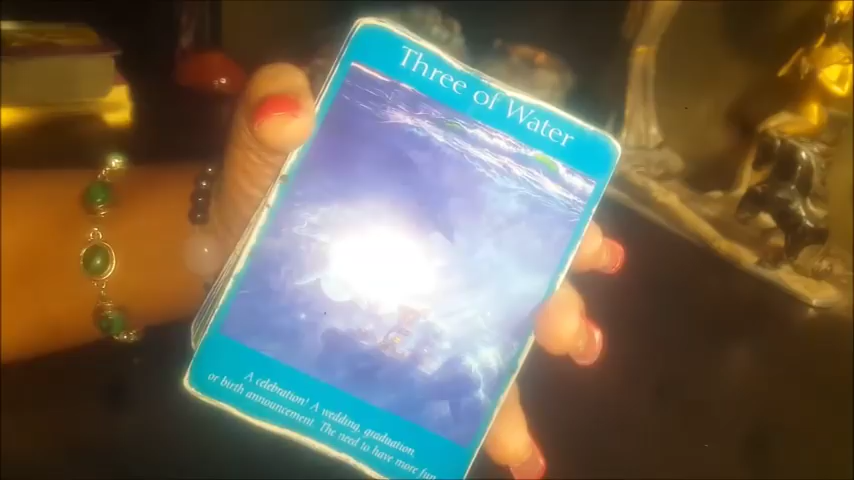 Three of Water
A celebration! A wedding, graduation,
or birth announcement. The need to have more fun